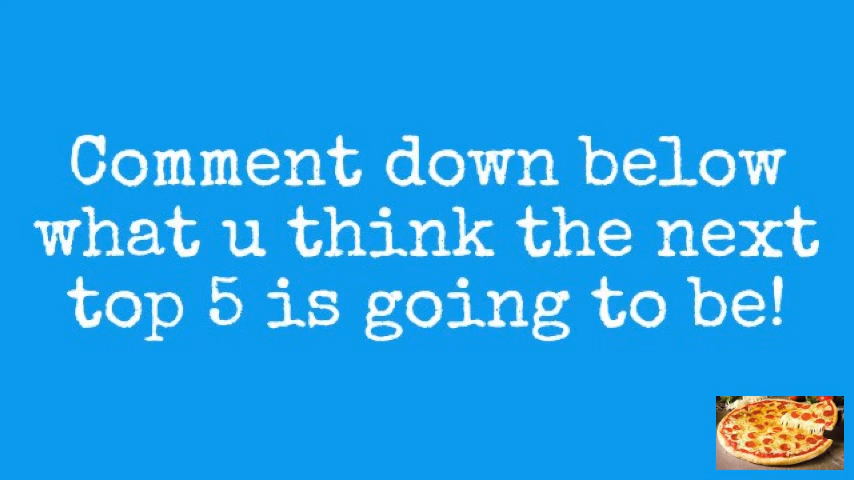 Comment down below
what u think the next
top 5 is going to be!